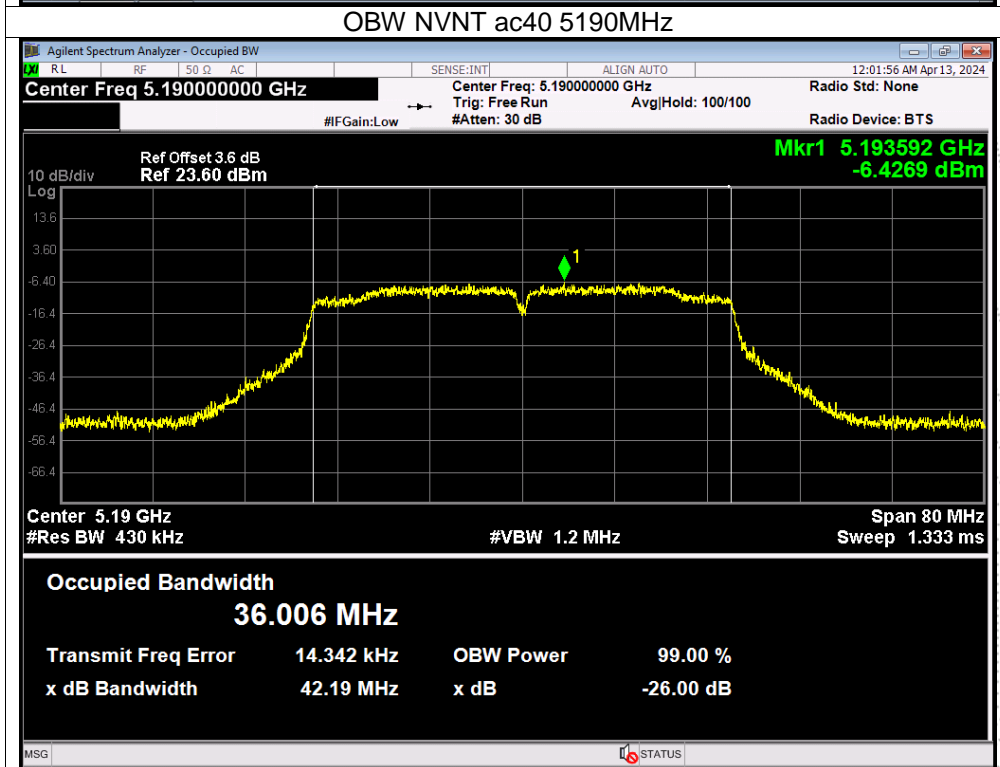 OBW NVNT ac40 5190MHz
Agilent Spectrum Analyzer - Occupied BW
LXI RL RF 50 Ω AC SENSE:INT ALIGN AUTO 12:01:56 AM Apr 13, 2024
Center Freq 5.190000000 GHz Center Freq: 5.190000000 GHz Radio Std: None
Trig: Free Run Avg|Hold: 100/100
#IFGain:Low #Atten: 30 dB Radio Device: BTS
Mkr1 5.193592 GHz
-6.4269 dBm
Ref Offset 3.6 dB
10 dB/div Ref 23.60 dBm
Log
13.6
3.60
1
-6.40
-16.4
-26.4
-36.4
-46.4
-56.4
-66.4
Center 5.19 GHz Span 80 MHz
#Res BW 430 kHz #VBW 1.2 MHz Sweep 1.333 ms
Occupied Bandwidth
36.006 MHz
Transmit Freq Error 14.342 kHz OBW Power 99.00 %
x dB Bandwidth 42.19 MHz x dB -26.00 dB
MSG STATUS